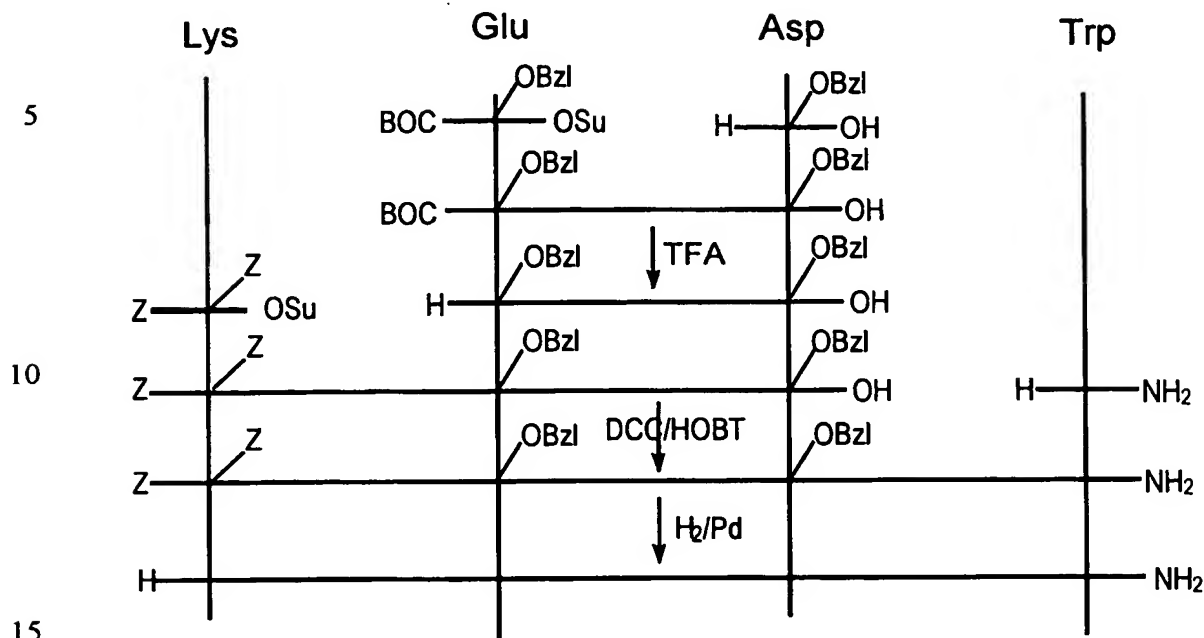 Lys Glu Asp Trp
OBzl OBzl
5 BOC OSu H OH
OBzl OBzl
BOC OH
TFA
OBzl OBzl
Z
Z OSu H OH
OBzl OBzl
Z
10 Z OH H NH₂
DCC/HOBT
OBzl OBzl
Z
Z NH₂
H₂/Pd
H NH₂
15